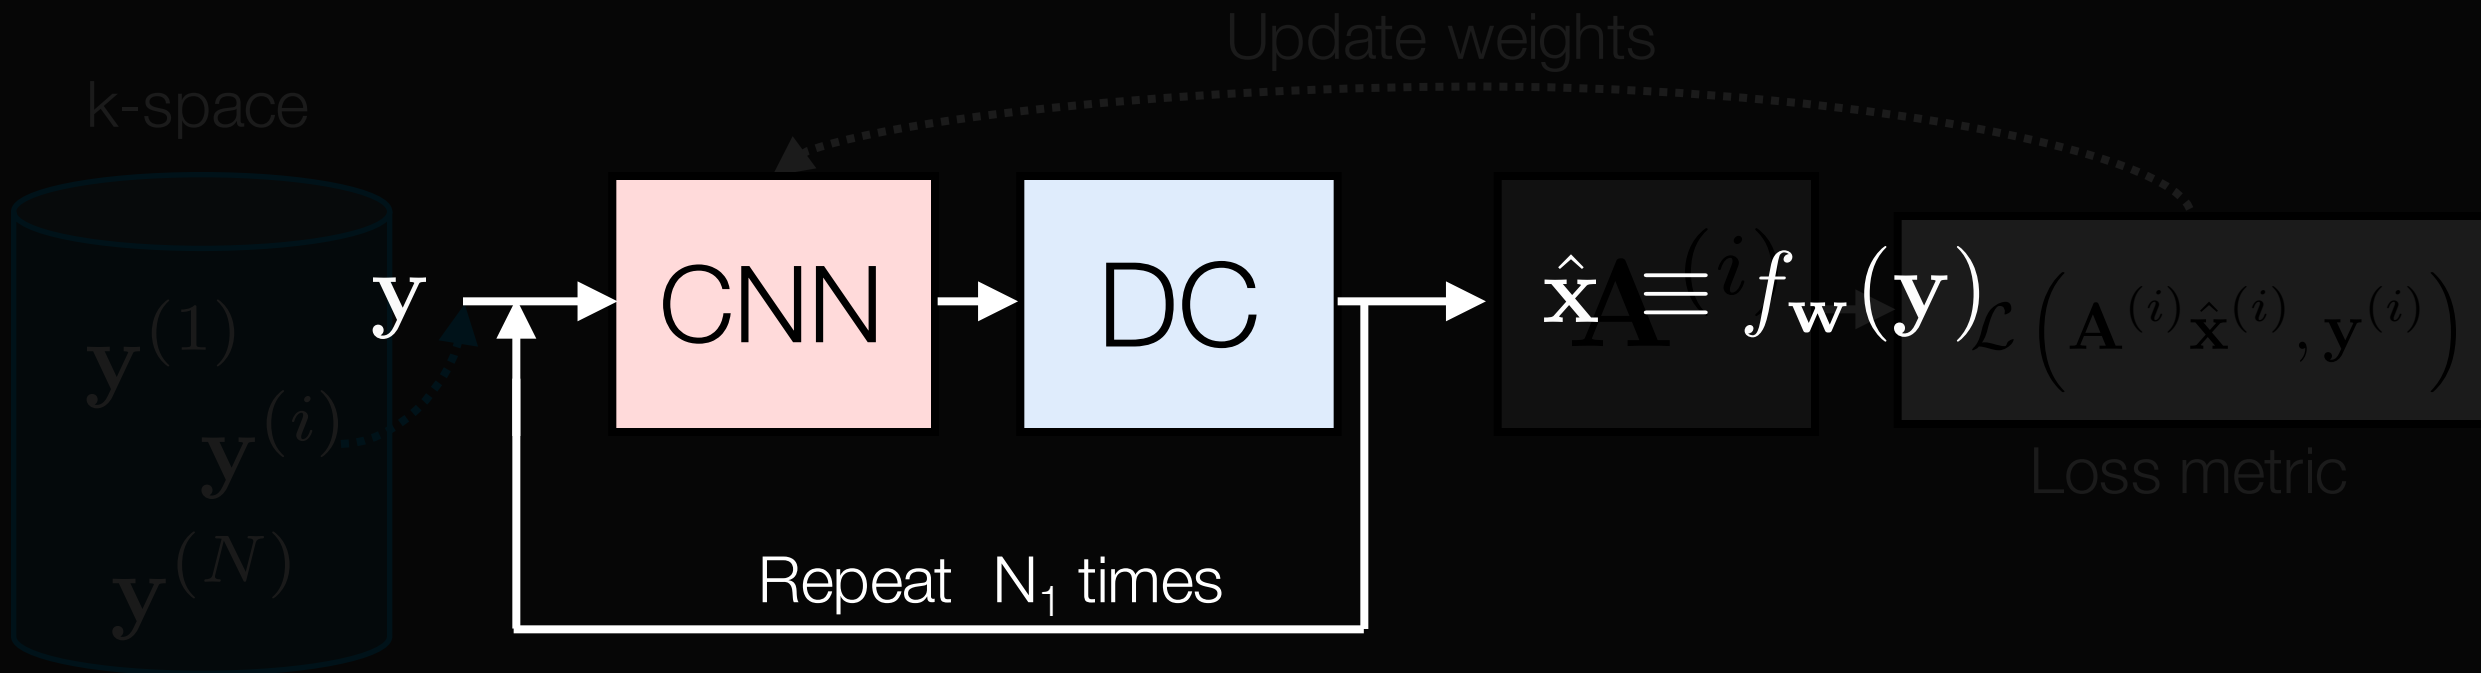 Update weights
k-space
y
CNN
DC
A^(i)
x̂ ≡ f_w(y)
L(A^(i) x̂^(i), y^(i))
y^(1)
y^(i)
y^(N)
Loss metric
Repeat N₁ times